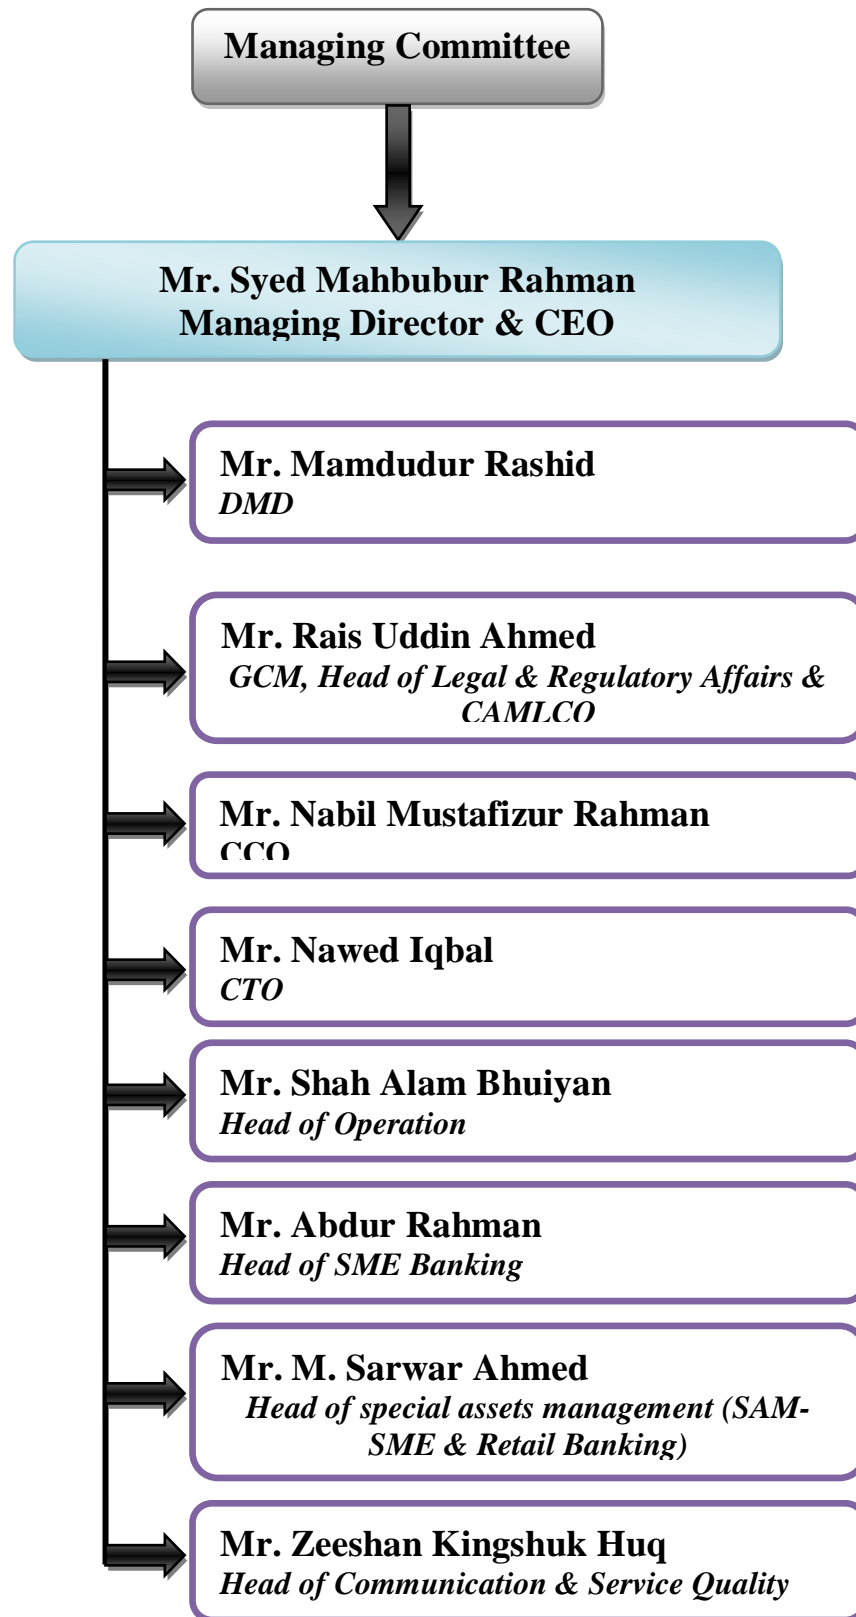 Managing Committee
Mr. Syed Mahbubur Rahman
Managing Director & CEO
Mr. Mamdudur Rashid
DMD
Mr. Rais Uddin Ahmed
GCM, Head of Legal & Regulatory Affairs &
CAMLCO
Mr. Nabil Mustafizur Rahman
CCO
Mr. Nawed Iqbal
CTO
Mr. Shah Alam Bhuiyan
Head of Operation
Mr. Abdur Rahman
Head of SME Banking
Mr. M. Sarwar Ahmed
Head of special assets management (SAM-
SME & Retail Banking)
Mr. Zeeshan Kingshuk Huq
Head of Communication & Service Quality